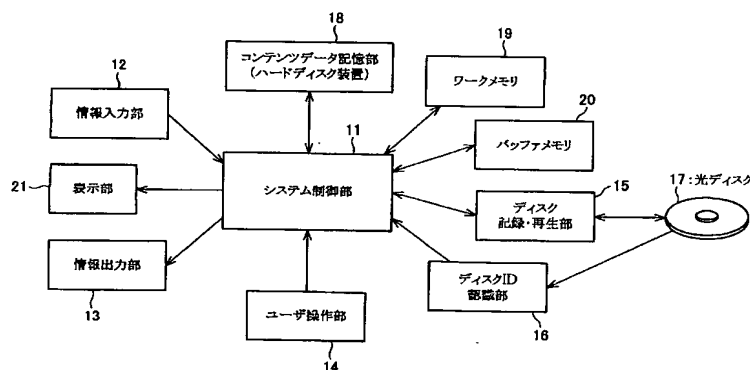 18
コンテンツデータ記憶部
(ハードディスク装置)
19
ワークメモリ
12
情報入力部
20
バッファメモリ
11
システム制御部
21
表示部
15
ディスク
記録・再生部
17:光ディスク
情報出力部
13
ディスクID
認識部
16
ユーザ操作部
14